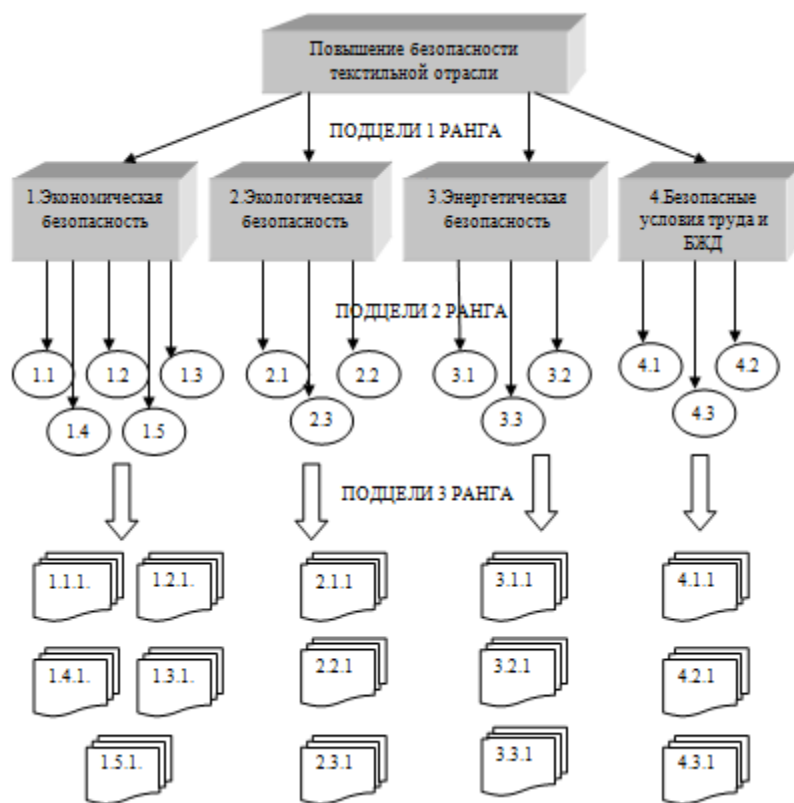 Повышение безопасности
текстильной отрасли
ПОДЦЕЛИ 1 РАНГА
1.Экономическая
безопасность
2.Экологическая
безопасность
3.Энергетическая
безопасность
4.Безопасные
условия труда и
БЖД
ПОДЦЕЛИ 2 РАНГА
1.1
1.2
1.3
1.4
1.5
2.1
2.2
2.3
3.1
3.2
3.3
4.1
4.2
4.3
ПОДЦЕЛИ 3 РАНГА
1.1.1.
1.2.1.
2.1.1
3.1.1
4.1.1
1.4.1.
1.3.1.
2.2.1
3.2.1
4.2.1
1.5.1.
2.3.1
3.3.1
4.3.1